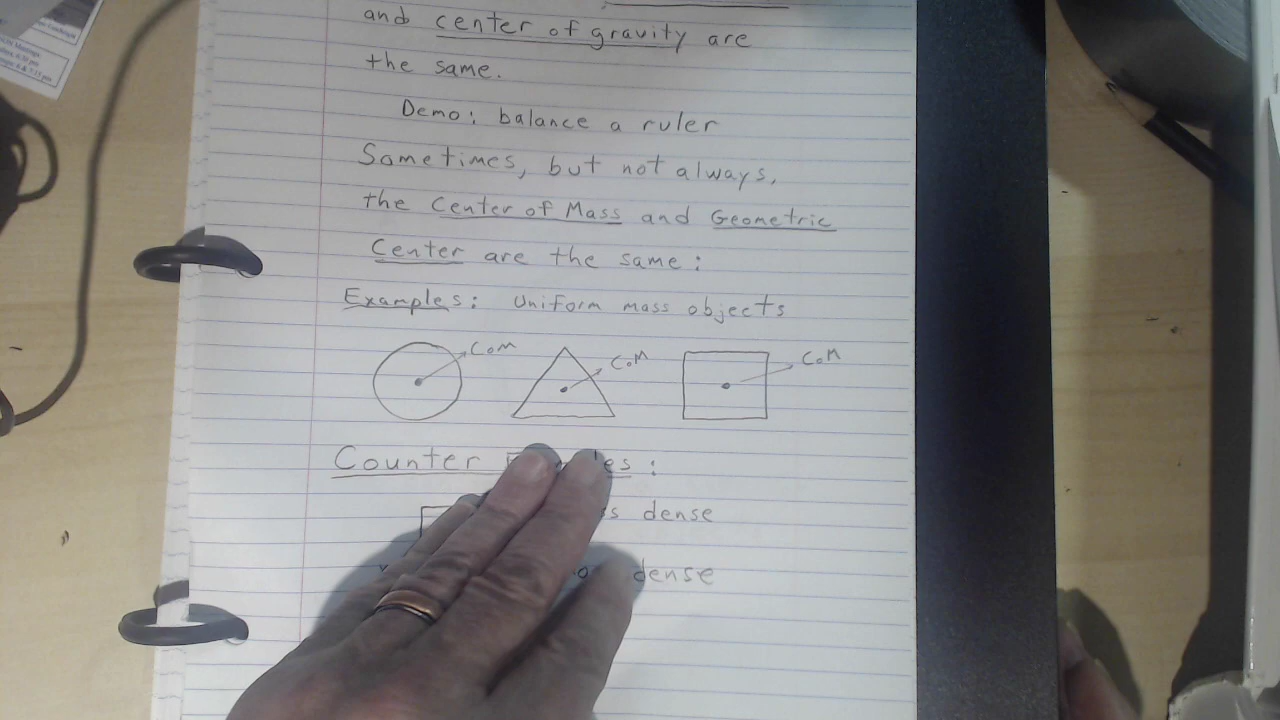 and center of gravity are
the same.
Demo: balance a ruler
Sometimes, but not always,
the Center of Mass and Geometric
Center are the same:
Examples: Uniform mass objects
CoM
CoM
CoM
Counter
dense
dense